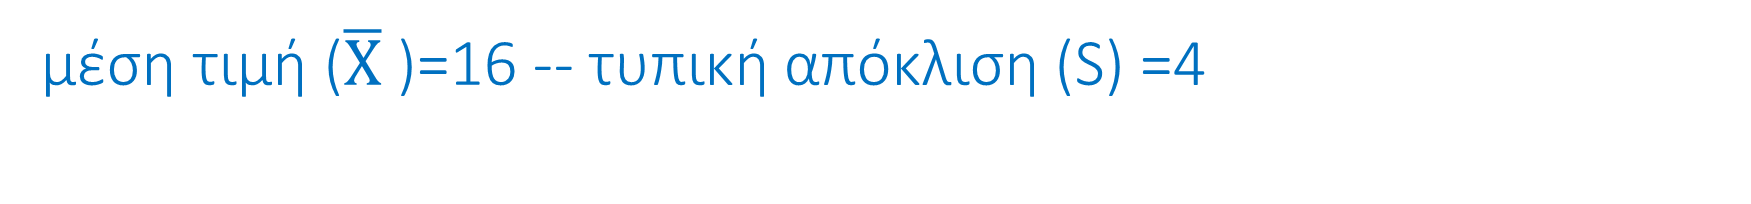 μέση τιμή (X̅ )=16 -- τυπική απόκλιση (S) =4